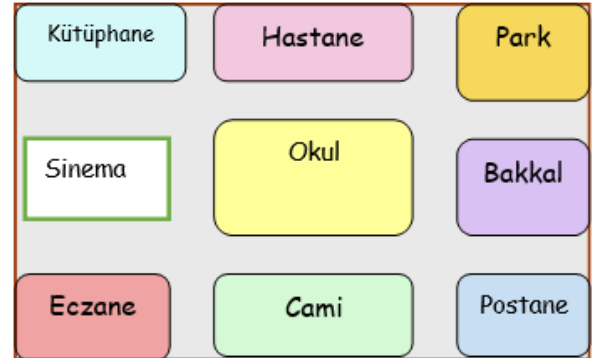 Kütüphane
Hastane
Park
Sinema
Okul
Bakkal
Eczane
Cami
Postane